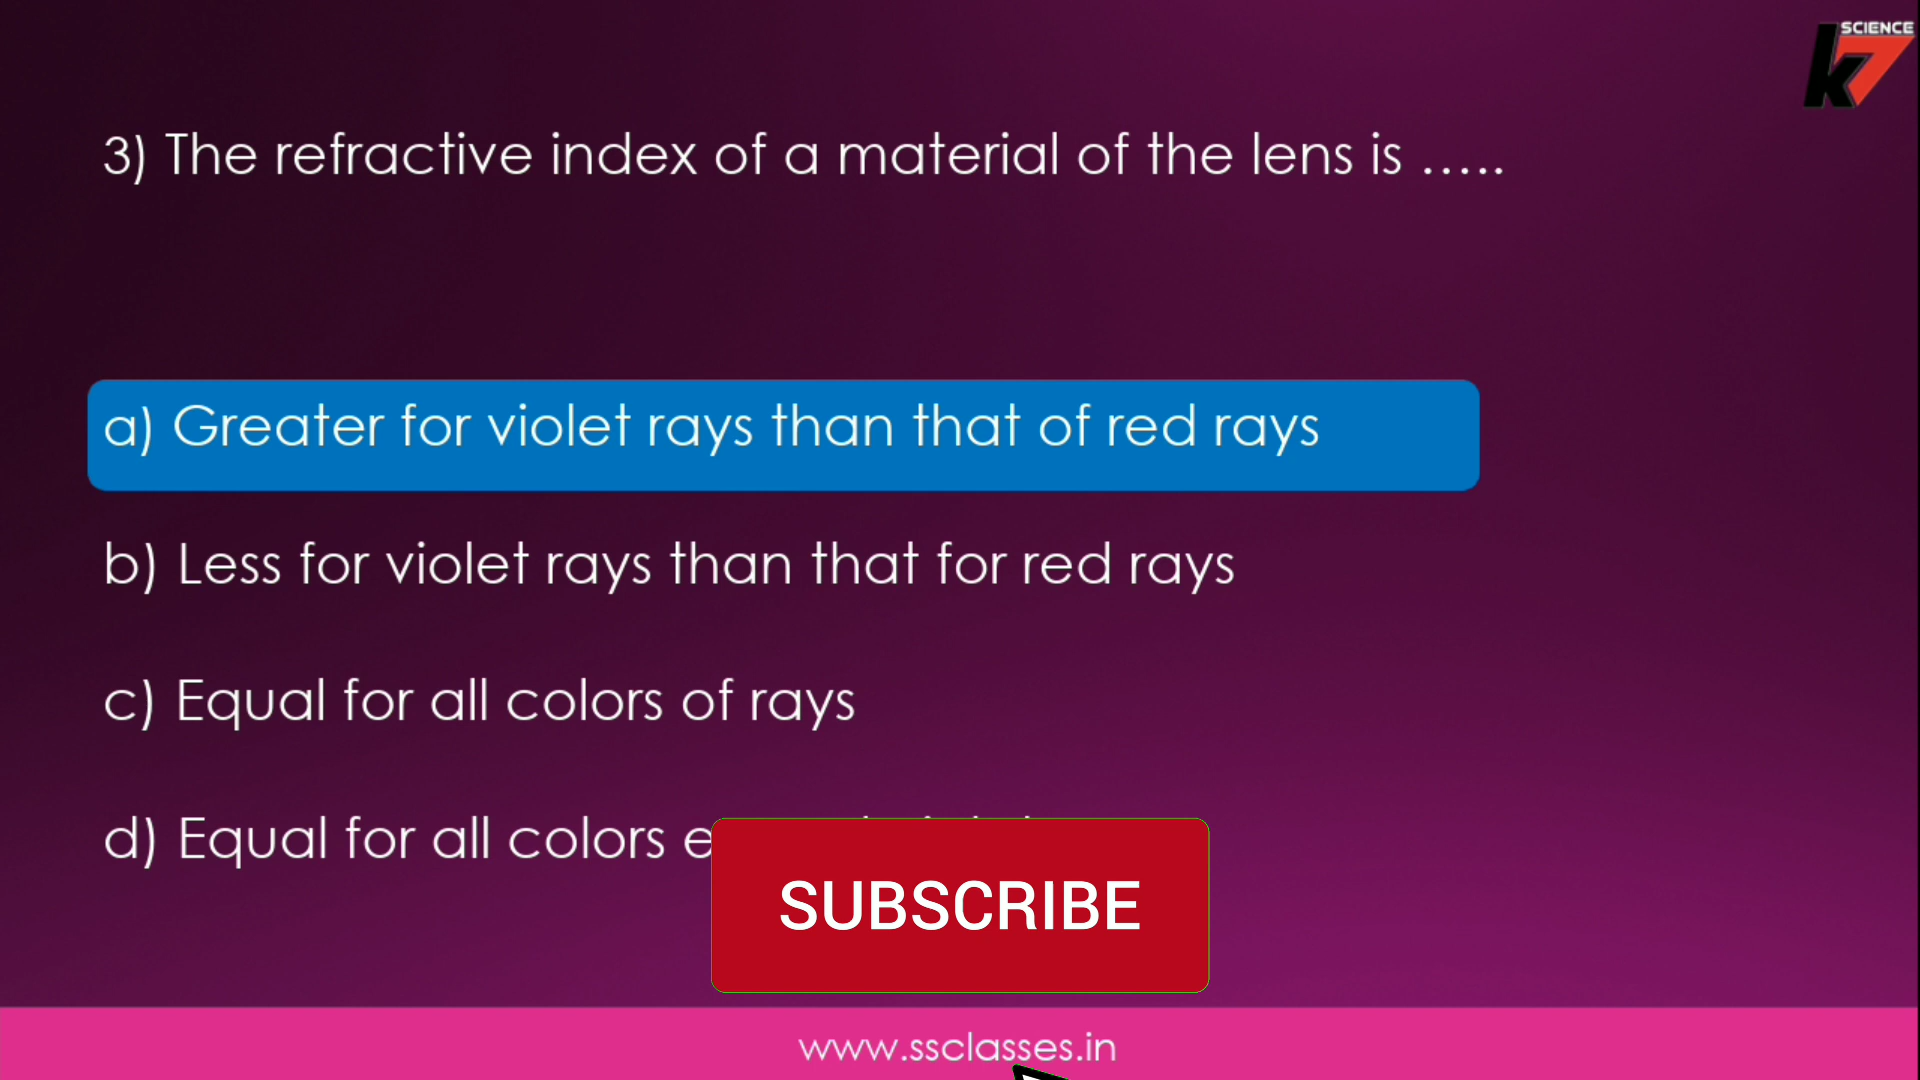 SCIENCE
k7
3) The refractive index of a material of the lens is …..
a) Greater for violet rays than that of red rays
b) Less for violet rays than that for red rays
c) Equal for all colors of rays
d) Equal for all colors
SUBSCRIBE
www.ssclasses.in